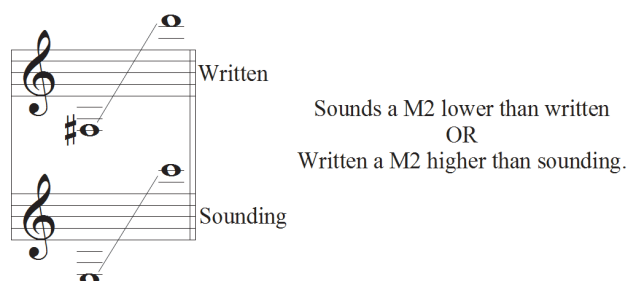 Written
Sounds a M2 lower than written
OR
Written a M2 higher than sounding.
Sounding